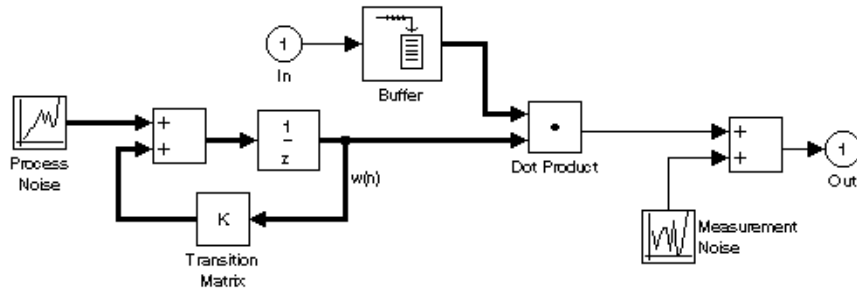 1
In
Buffer
Process
Noise
+
+
1
z
w(n)
K
Transition
Matrix
Dot Product
+
+
1
Out
Measurement
Noise